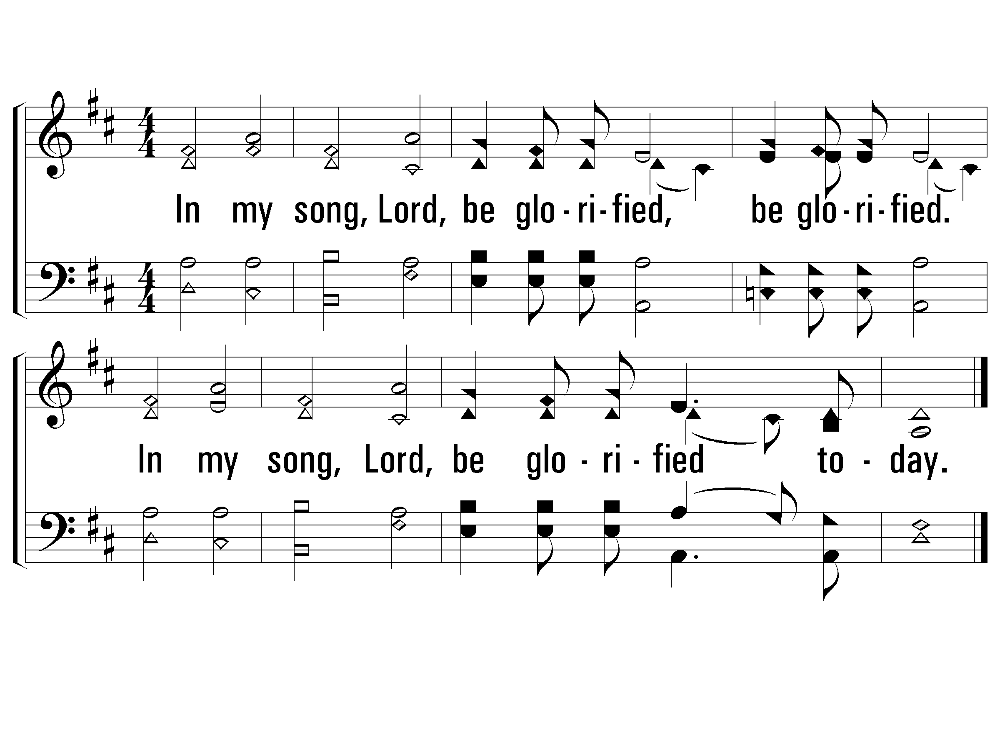 In my song, Lord, be glo - ri - fied, be glo - ri - fied.
In my song, Lord, be glo - ri - fied to - day.